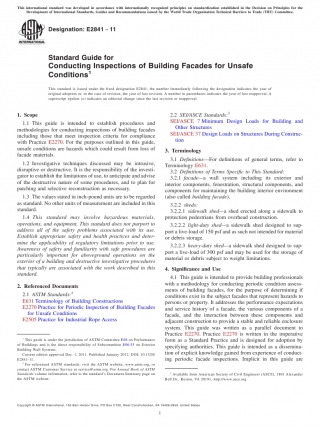 This international standard was developed in accordance with internationally recognized principles on standardization established in the Decision on Principles for the
Development of International Standards, Guides and Recommendations issued by the World Trade Organization Technical Barriers to Trade (TBT) Committee.
Designation: E2841 − 11
Standard Guide for
Conducting Inspections of Building Facades for Unsafe
Conditions¹
This standard is issued under the fixed designation E2841; the number immediately following the designation indicates the year of
original adoption or, in the case of revision, the year of last revision. A number in parentheses indicates the year of last reapproval. A
superscript epsilon (ε) indicates an editorial change since the last revision or reapproval.
1. Scope
1.1 This guide is intended to establish procedures and
methodologies for conducting inspections of building facades
including those that meet inspection criteria for compliance
with Practice E2270. For the purposes outlined in this guide,
unsafe conditions are hazards which could result from loss of
facade materials.
1.2 Investigative techniques discussed may be intrusive,
disruptive or destructive. It is the responsibility of the investi-
gator to establish the limitations of use, to anticipate and advise
of the destructive nature of some procedures, and to plan for
patching and selective reconstruction as necessary.
1.3 The values stated in inch-pound units are to be regarded
as standard. No other units of measurement are included in this
standard.
1.4 This standard may involve hazardous materials,
operations, and equipment. This standard does not purport to
address all of the safety problems associated with its use.
Establish appropriate safety and health practices and deter-
mine the applicability of regulatory limitations prior to use.
Awareness of safety and familiarity with safe procedures are
particularly important for aboveground operations on the
exterior of a building and destructive investigative procedures
that typically are associated with the work described in this
standard.
2. Referenced Documents
2.1 ASTM Standards:²
E631 Terminology of Building Constructions
E2270 Practice for Periodic Inspection of Building Facades
for Unsafe Conditions
E2505 Practice for Industrial Rope Access
¹ This guide is under the jurisdiction of ASTM Committee E06 on Performance
of Buildings and is the direct responsibility of Subcommittee E06.55 on Exterior
Building Wall Systems.
Current edition approved Jan. 1, 2011. Published January 2012. DOI: 10.1520/
E2841–11.
² For referenced ASTM standards, visit the ASTM website, www.astm.org, or
contact ASTM Customer Service at service@astm.org. For Annual Book of ASTM
Standards volume information, refer to the standard's Document Summary page on
the ASTM website.
2.2 SEI/ASCE Standards:³
SEI/ASCE 7 Minimum Design Loads for Building and
Other Structures
SEI/ASCE 37 Design Loads on Structures During Construc-
tion
3. Terminology
3.1 Definitions—For definitions of general terms, refer to
Terminology E631.
3.2 Definitions of Terms Specific to This Standard:
3.2.1 facade—a wall system including its exterior and
interior components, fenestration, structural components, and
components for maintaining the building interior environment
(also called building facade).
3.2.2 sheds:
3.2.2.1 sidewalk shed—a shed erected along a sidewalk to
protection pedestrians from overhead construction.
3.2.2.2 light-duty shed—a sidewalk shed designed to sup-
port a live-load of 150 psf and as such not intended for material
or debris storage.
3.2.2.3 heavy-duty shed—a sidewalk shed designed to sup-
port a live-load of 300 psf and may be used for the storage of
material or debris subject to weight limitations.
4. Significance and Use
4.1 This guide is intended to provide building professionals
with a methodology for conducting periodic condition assess-
ments of building facades, for the purpose of determining if
conditions exist in the subject facades that represent hazards to
persons or property. It addresses the performance expectations
and service history of a facade, the various components of a
facade, and the interaction between these components and
adjacent construction to provide a stable and reliable enclosure
system. This guide was written as a parallel document to
Practice E2270. Practice E2270 is written in the imperative
form as a Standard Practice and is designed for adoption by
specifying authorities. This guide is intended as a dissemina-
tion of explicit knowledge gained from experience of conduct-
ing periodic facade inspections. Implicit in this guide are
³ Available from American Society of Civil Engineers (ASCE), 1801 Alexander
Bell Dr., Reston, VA 20191, http://www.asce.org.
Copyright © ASTM International, 100 Barr Harbor Drive, PO Box C700, West Conshohocken, PA 19428-2959. United States
1